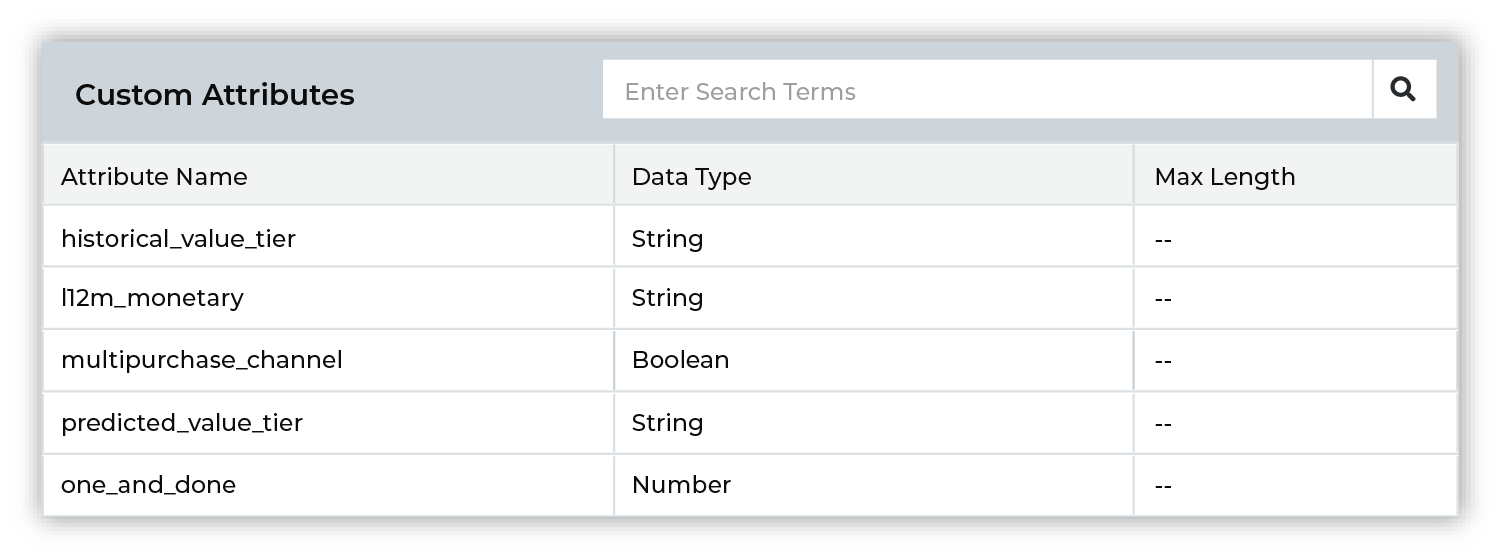 Custom Attributes
Enter Search Terms
Attribute Name Data Type Max Length
historical_value_tier String --
l12m_monetary String --
multipurchase_channel Boolean --
predicted_value_tier String --
one_and_done Number --